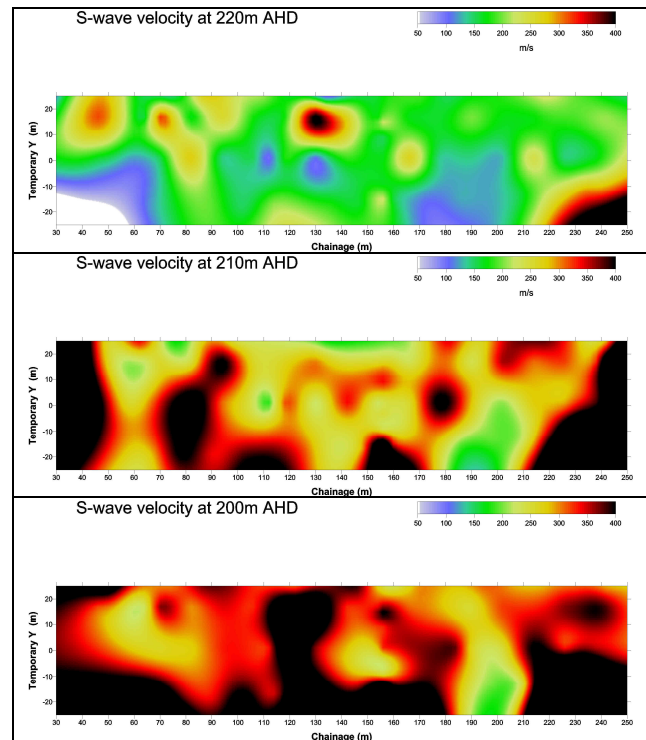 S-wave velocity at 220m AHD
50 100 150 200 250 300 350 400
m/s
Temporary Y (m)
20
10
0
-10
-20
30 40 50 60 70 80 90 100 110 120 130 140 150 160 170 180 190 200 210 220 230 240 250
Chainage (m)
S-wave velocity at 210m AHD
50 100 150 200 250 300 350 400
m/s
Temporary Y (m)
20
10
0
-10
-20
30 40 50 60 70 80 90 100 110 120 130 140 150 160 170 180 190 200 210 220 230 240 250
Chainage (m)
S-wave velocity at 200m AHD
50 100 150 200 250 300 350 400
m/s
Temporary Y (m)
20
10
0
-10
-20
30 40 50 60 70 80 90 100 110 120 130 140 150 160 170 180 190 200 210 220 230 240 250
Chainage (m)